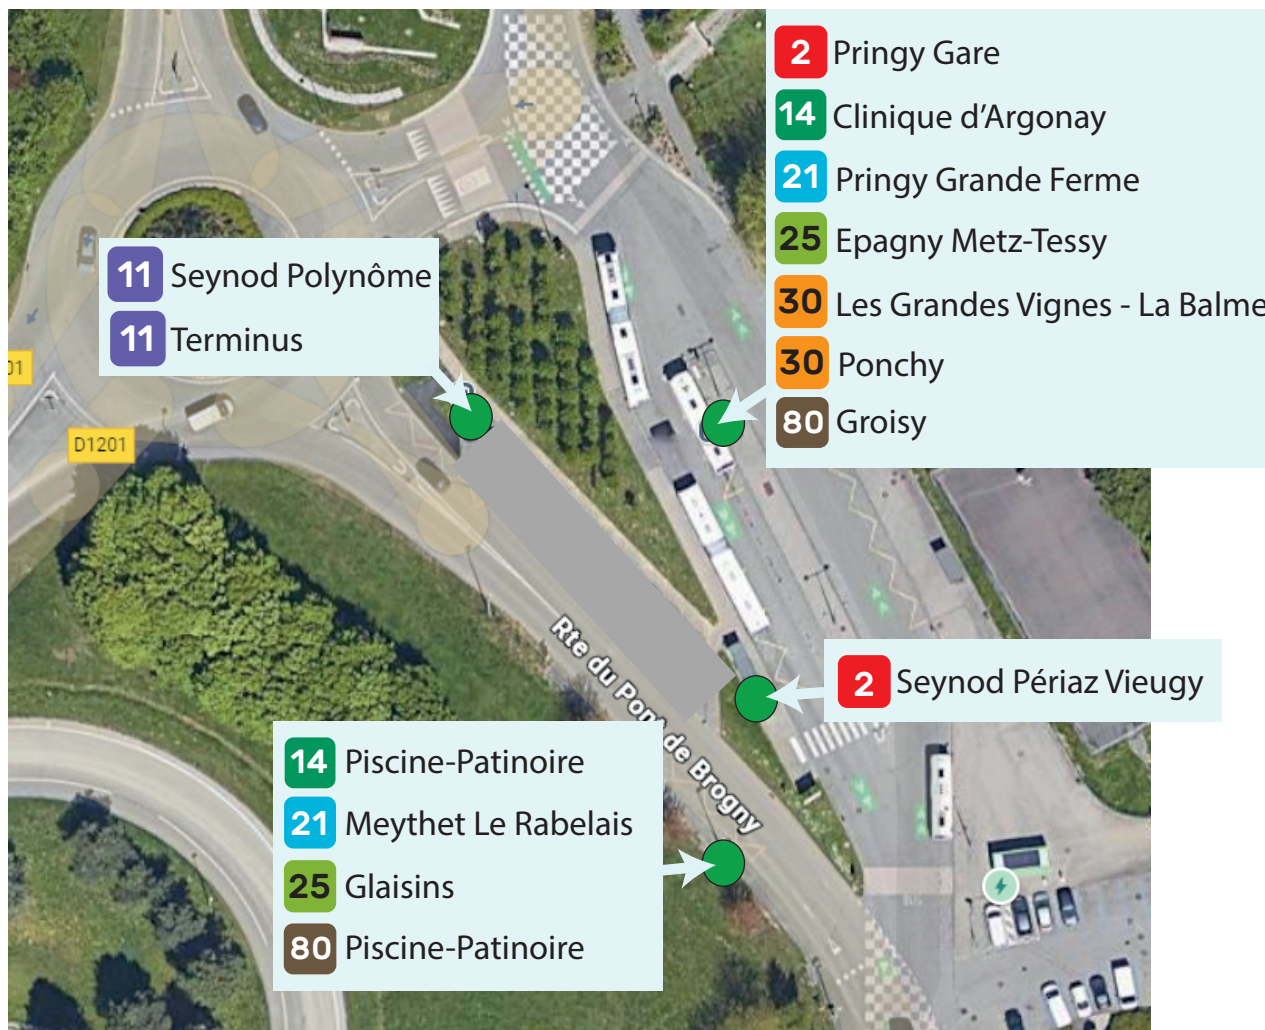 2 Pringy Gare
14 Clinique d'Argonay
21 Pringy Grande Ferme
25 Epagny Metz-Tessy
30 Les Grandes Vignes - La Balme
30 Ponchy
80 Groisy
11 Seynod Polynôme
11 Terminus
01
D1201
Rte du Pont de Brogny
2 Seynod Périaz Vieugy
14 Piscine-Patinoire
21 Meythet Le Rabelais
25 Glaisins
80 Piscine-Patinoire